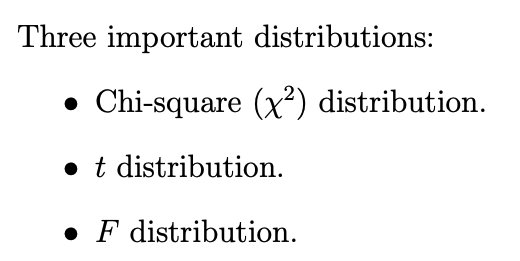 Three important distributions:
• Chi-square (χ²) distribution.
• t distribution.
• F distribution.